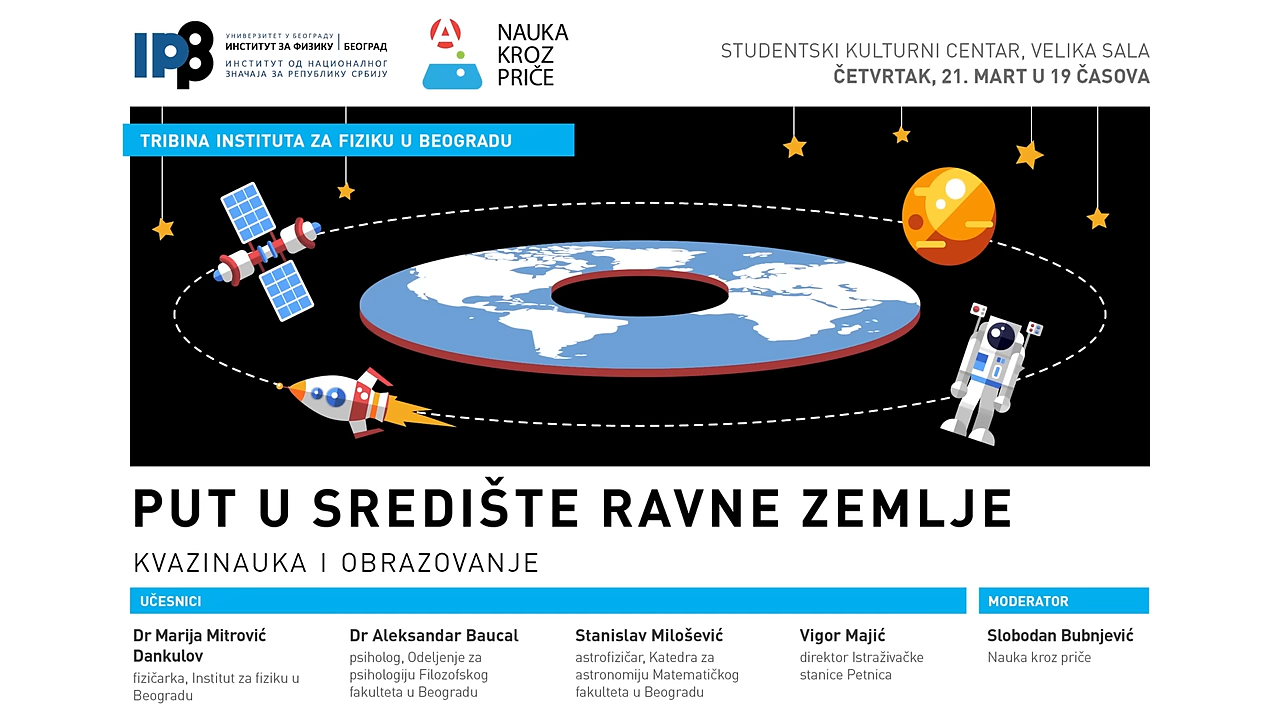 IPB
УНИВЕРЗИТЕТ У БЕОГРАДУ
ИНСТИТУТ ЗА ФИЗИКУ | БЕОГРАД
ИНСТИТУТ ОД НАЦИОНАЛНОГ
ЗНАЧАЈА ЗА РЕПУБЛИКУ СРБИЈУ
A
NAUKA
KROZ
PRIČE
STUDENTSKI KULTURNI CENTAR, VELIKA SALA
ČETVRTAK, 21. MART U 19 ČASOVA
TRIBINA INSTITUTA ZA FIZIKU U BEOGRADU
PUT U SREDIŠTE RAVNE ZEMLJE
KVAZINAUKA I OBRAZOVANJE
UČESNICI
Dr Marija Mitrović
Dankulov
fizičarka, Institut za fiziku u
Beogradu
Dr Aleksandar Baucal
psiholog, Odeljenje za
psihologiju Filozofskog
fakulteta u Beogradu
Stanislav Milošević
astrofizičar, Katedra za
astronomiju Matematičkog
fakulteta u Beogradu
Vigor Majić
direktor Istraživačke
stanice Petnica
MODERATOR
Slobodan Bubnjević
Nauka kroz priče